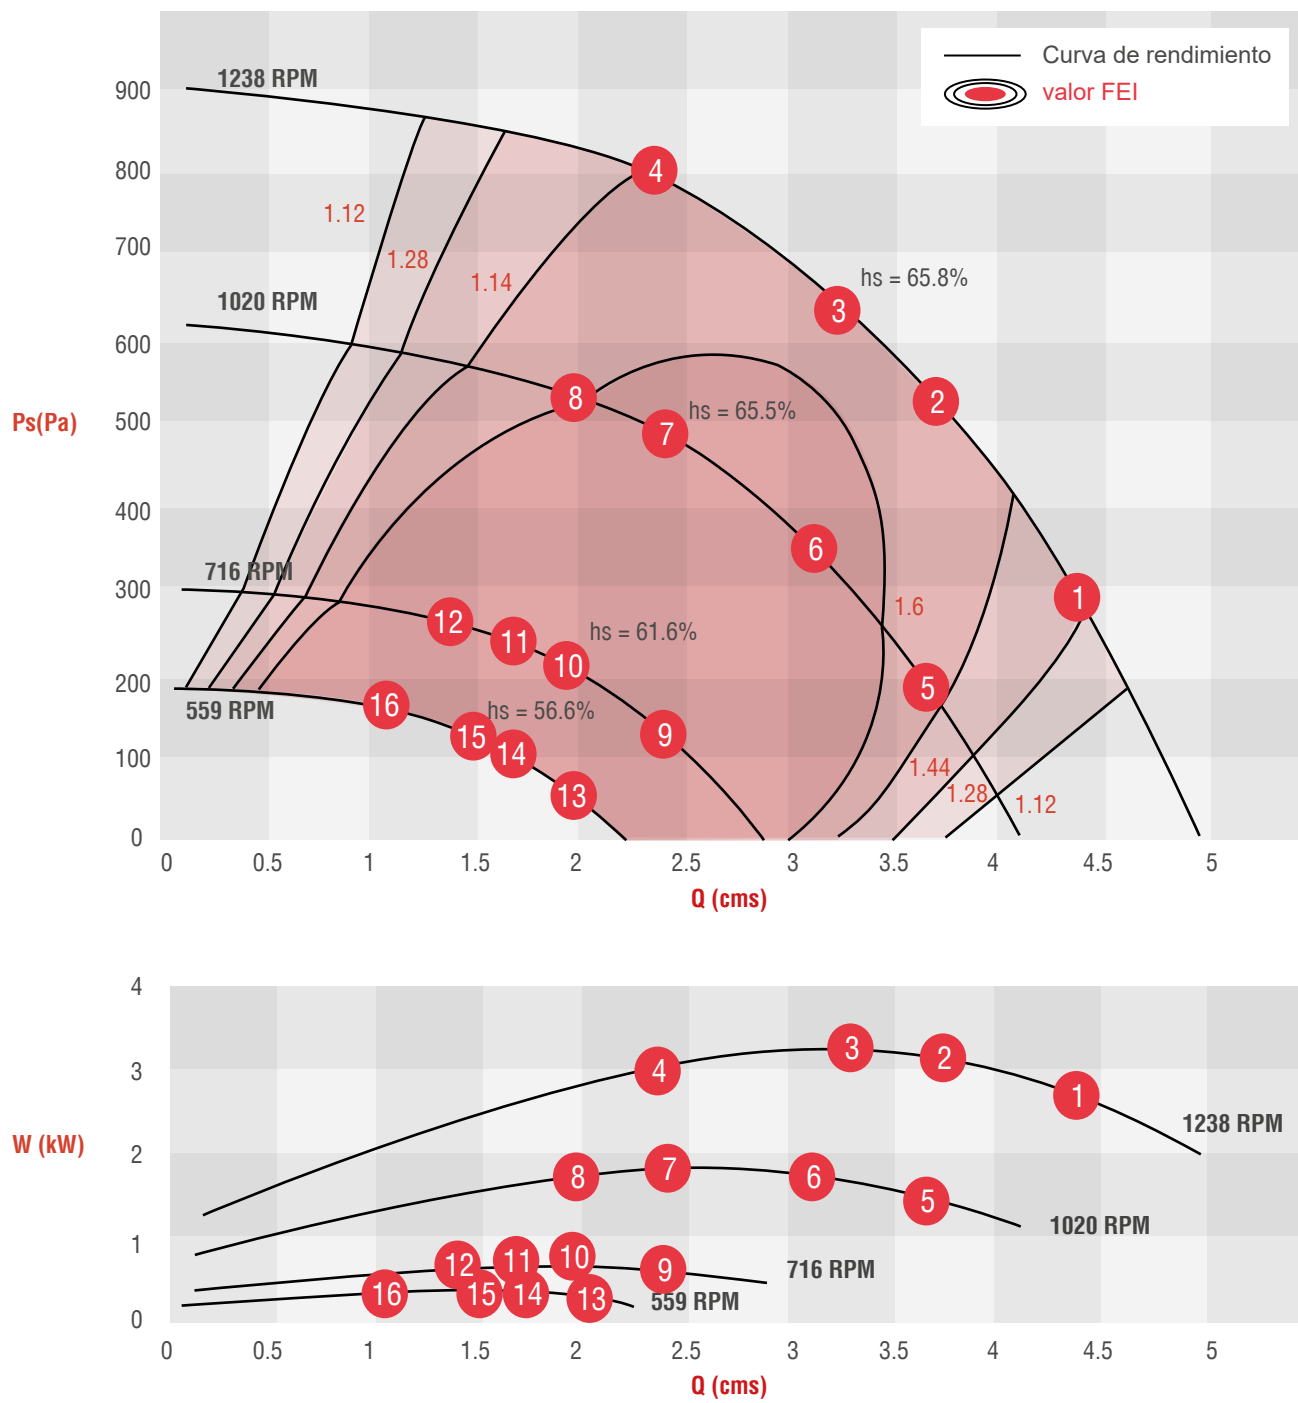 Curva de rendimiento
valor FEI
1238 RPM
900
800
4
1.12
700
1.28
1.14
hs = 65.8%
3
1020 RPM
600
8
2
hs = 65.5%
Ps(Pa)
500
7
400
6
716 RPM
300
1.6
1
12
11
hs = 61.6%
10
200
5
559 RPM
16
hs = 56.6%
15
9
14
100
1.44
13
1.28
1.12
0
0 0.5 1 1.5 2 2.5 3 3.5 4 4.5 5
Q (cms)
4
3
4
3
2
1
W (kW)
1238 RPM
2
8
7
6
5
1020 RPM
1
12
11
10
9
716 RPM
16
15
14
13
559 RPM
0
0 0.5 1 1.5 2 2.5 3 3.5 4 4.5 5
Q (cms)